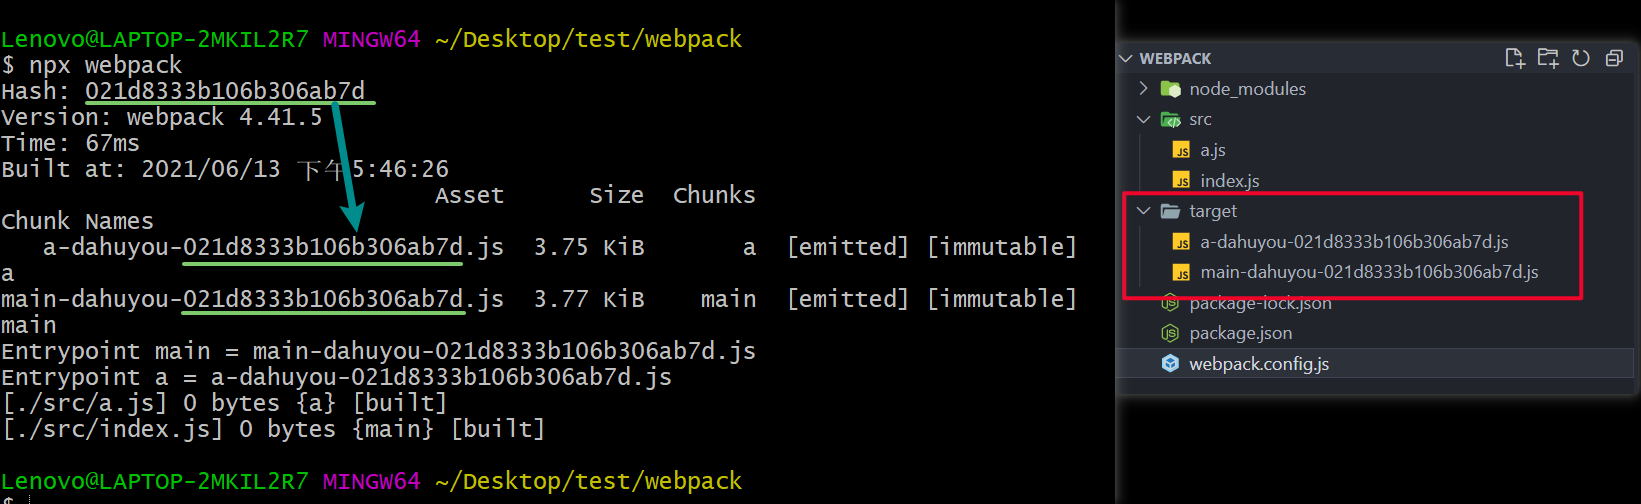 Lenovo@LAPTOP-2MKIL2R7 MINGW64 ~/Desktop/test/webpack
$ npx webpack
Hash: 021d8333b106b306ab7d
Version: webpack 4.41.5
Time: 67ms
Built at: 2021/06/13 下午5:46:26
Asset Size Chunks
Chunk Names
a-dahuyou-021d8333b106b306ab7d.js 3.75 KiB a [emitted] [immutable]
a
main-dahuyou-021d8333b106b306ab7d.js 3.77 KiB main [emitted] [immutable]
main
Entrypoint main = main-dahuyou-021d8333b106b306ab7d.js
Entrypoint a = a-dahuyou-021d8333b106b306ab7d.js
[./src/a.js] 0 bytes {a} [built]
[./src/index.js] 0 bytes {main} [built]
Lenovo@LAPTOP-2MKIL2R7 MINGW64 ~/Desktop/test/webpack
$
WEBPACK
node_modules
src
JS a.js
JS index.js
target
JS a-dahuyou-021d8333b106b306ab7d.js
JS main-dahuyou-021d8333b106b306ab7d.js
package-lock.json
package.json
webpack.config.js